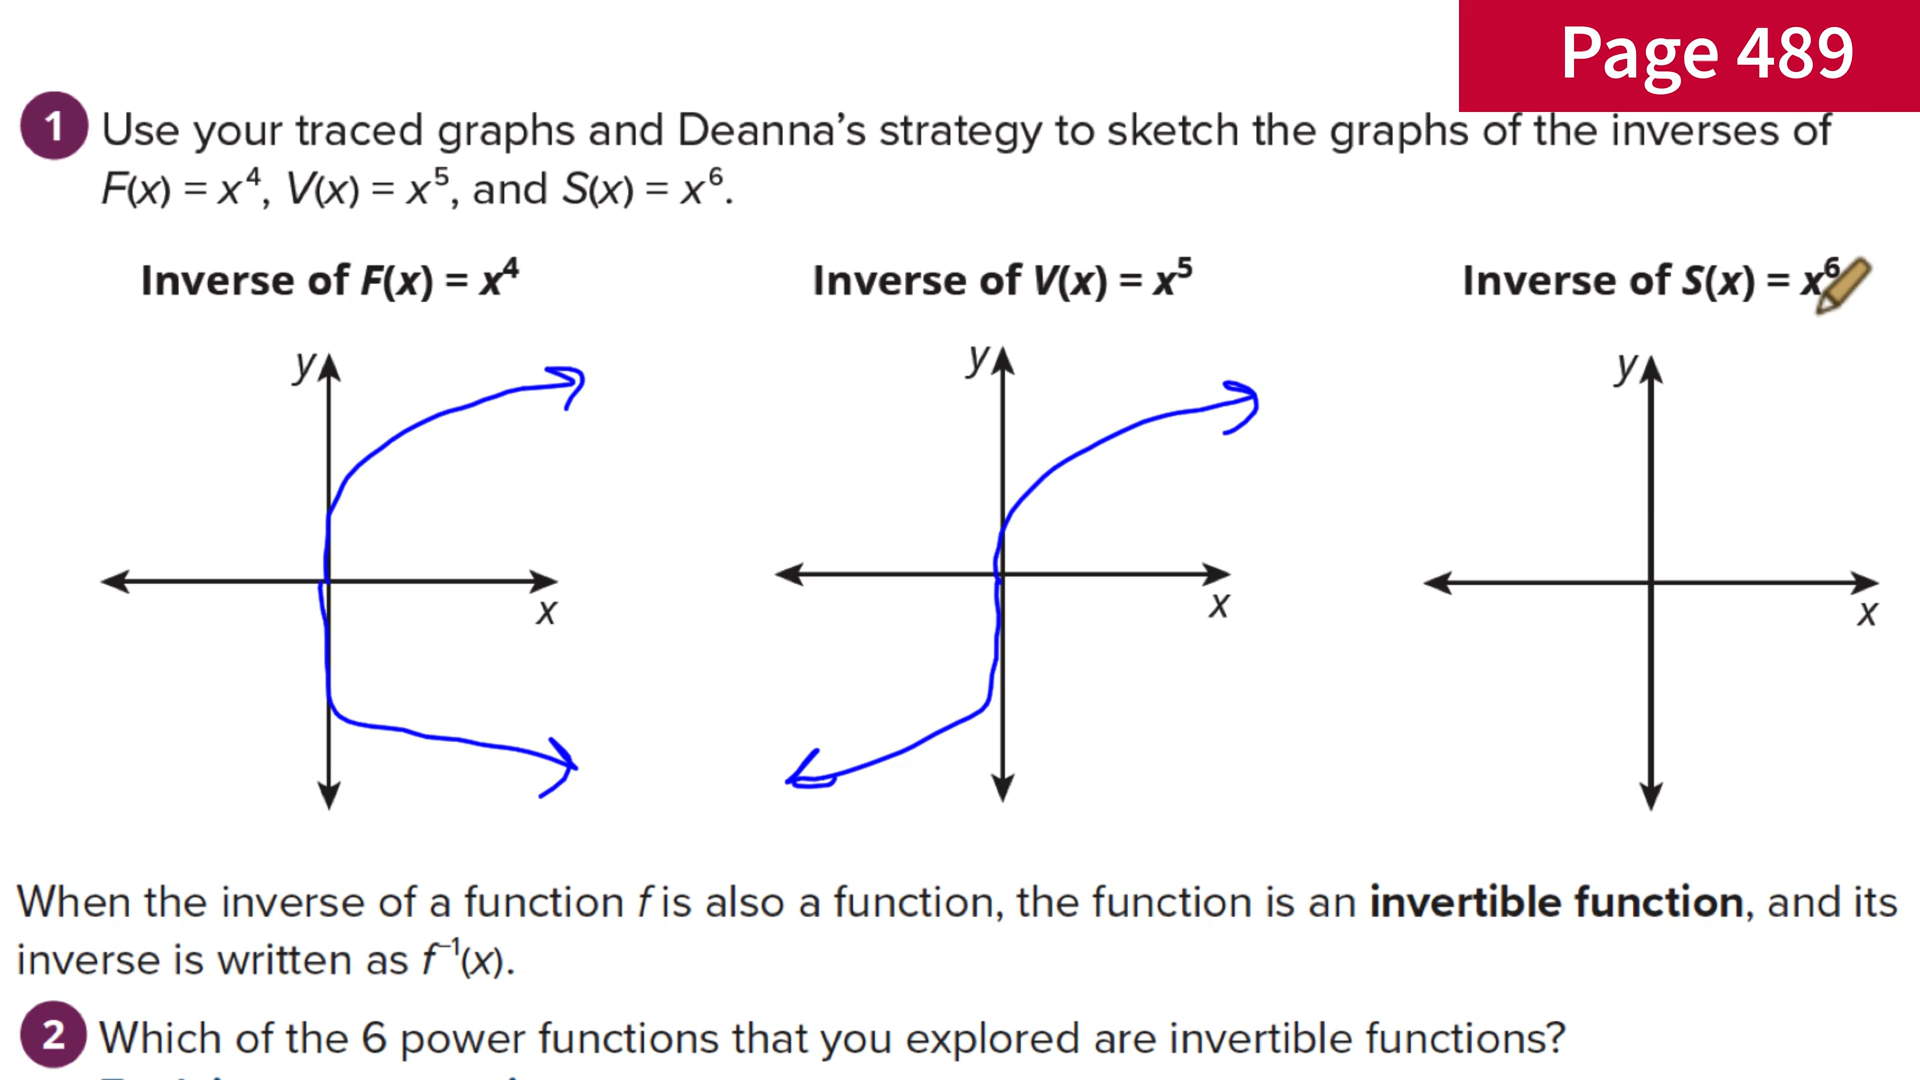 Page 489
1 Use your traced graphs and Deanna's strategy to sketch the graphs of the inverses of
F(x) = x⁴, V(x) = x⁵, and S(x) = x⁶.
Inverse of F(x) = x⁴
Inverse of V(x) = x⁵
Inverse of S(x) = x⁶
y
x
y
x
y
x
When the inverse of a function f is also a function, the function is an invertible function, and its
inverse is written as f⁻¹(x).
2 Which of the 6 power functions that you explored are invertible functions?